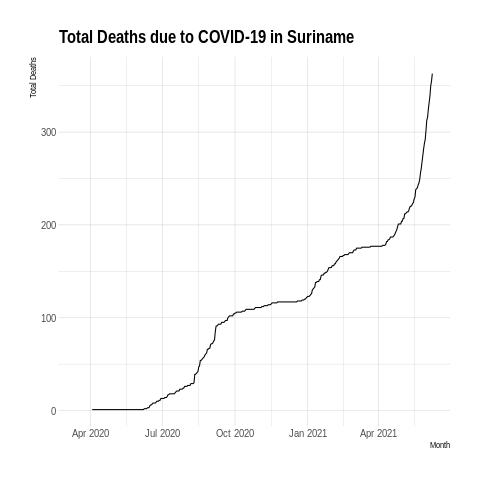 Total Deaths due to COVID-19 in Suriname
Total Deaths
300
200
100
0
Apr 2020 Jul 2020 Oct 2020 Jan 2021 Apr 2021
Month